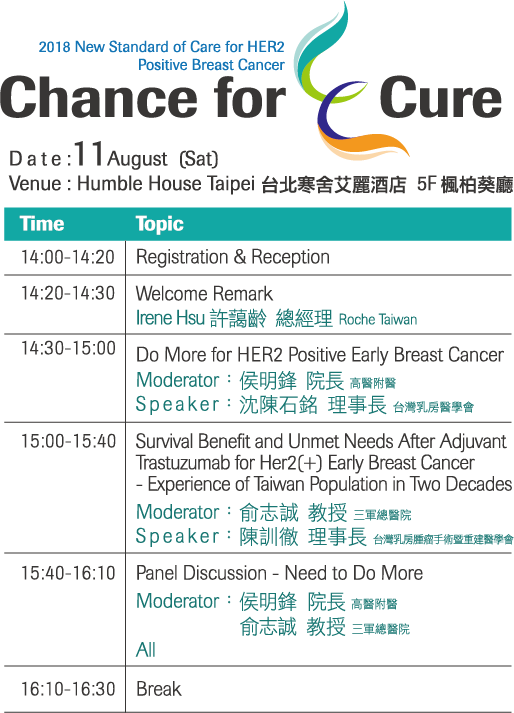 2018 New Standard of Care for HER2
Positive Breast Cancer
Chance for Cure
Date : 11 August (Sat)
Venue : Humble House Taipei 台北寒舍艾麗酒店 5F 楓柏葵廳
Time Topic
14:00-14:20 Registration & Reception
14:20-14:30 Welcome Remark
Irene Hsu 許藹齡 總經理 Roche Taiwan
14:30-15:00 Do More for HER2 Positive Early Breast Cancer
Moderator：侯明鋒 院長 高醫附醫
Speaker：沈陳石銘 理事長 台灣乳房醫學會
15:00-15:40 Survival Benefit and Unmet Needs After Adjuvant
Trastuzumab for Her2(+) Early Breast Cancer
- Experience of Taiwan Population in Two Decades
Moderator：俞志誠 教授 三軍總醫院
Speaker：陳訓徹 理事長 台灣乳房腫瘤手術暨重建醫學會
15:40-16:10 Panel Discussion - Need to Do More
Moderator：侯明鋒 院長 高醫附醫
俞志誠 教授 三軍總醫院
All
16:10-16:30 Break